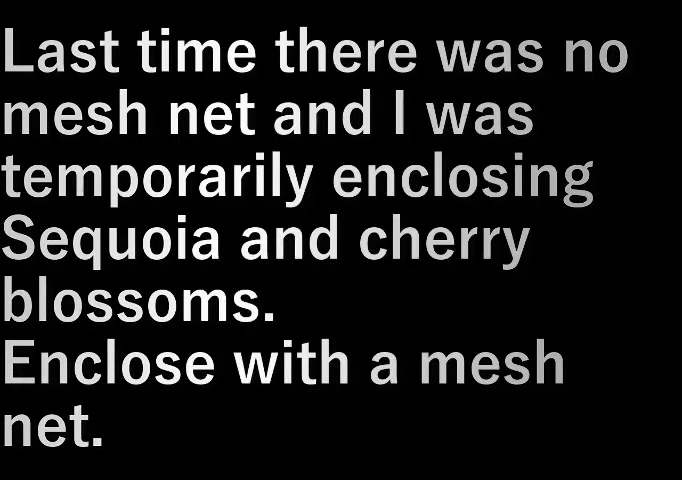 Last time there was no
mesh net and I was
temporarily enclosing
Sequoia and cherry
blossoms.
Enclose with a mesh
net.